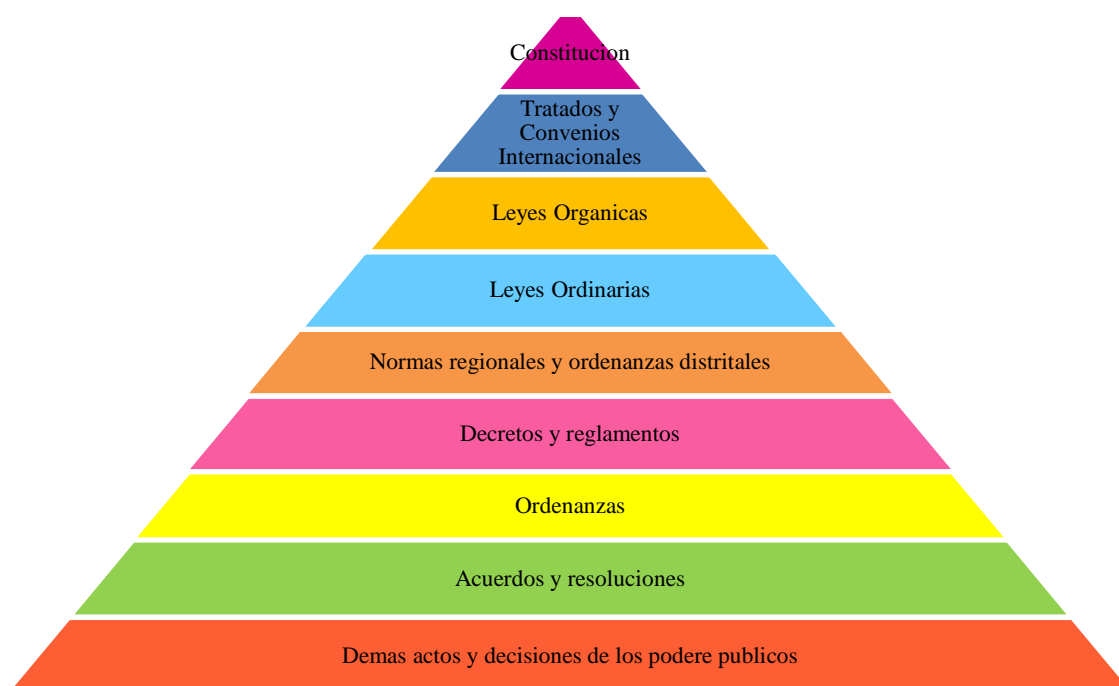 Constitucion
Tratados y
Convenios
Internacionales
Leyes Organicas
Leyes Ordinarias
Normas regionales y ordenanzas distritales
Decretos y reglamentos
Ordenanzas
Acuerdos y resoluciones
Demas actos y decisiones de los podere publicos